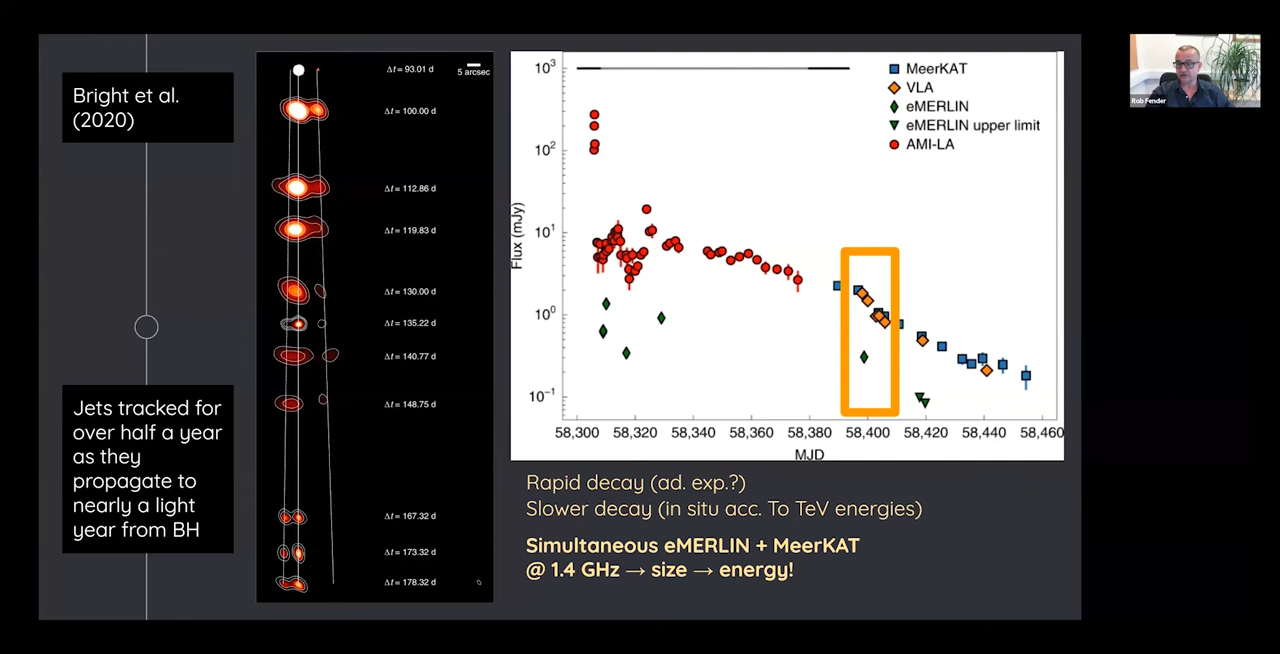 Bright et al.
(2020)
Jets tracked for
over half a year
as they
propagate to
nearly a light
year from BH
5 arcsec
Δt = 93.01 d
Δt = 100.00 d
Δt = 112.86 d
Δt = 119.83 d
Δt = 130.00 d
Δt = 135.22 d
Δt = 140.77 d
Δt = 148.75 d
Δt = 167.32 d
Δt = 173.32 d
Δt = 178.32 d
MeerKAT
VLA
eMERLIN
eMERLIN upper limit
AMI-LA
Flux (mJy)
10³
10²
10¹
10⁰
10⁻¹
58,300 58,320 58,340 58,360 58,380 58,400 58,420 58,440 58,460
MJD
Rapid decay (ad. exp.?)
Slower decay (in situ acc. To TeV energies)
Simultaneous eMERLIN + MeerKAT
@ 1.4 GHz → size → energy!
Rob Fender